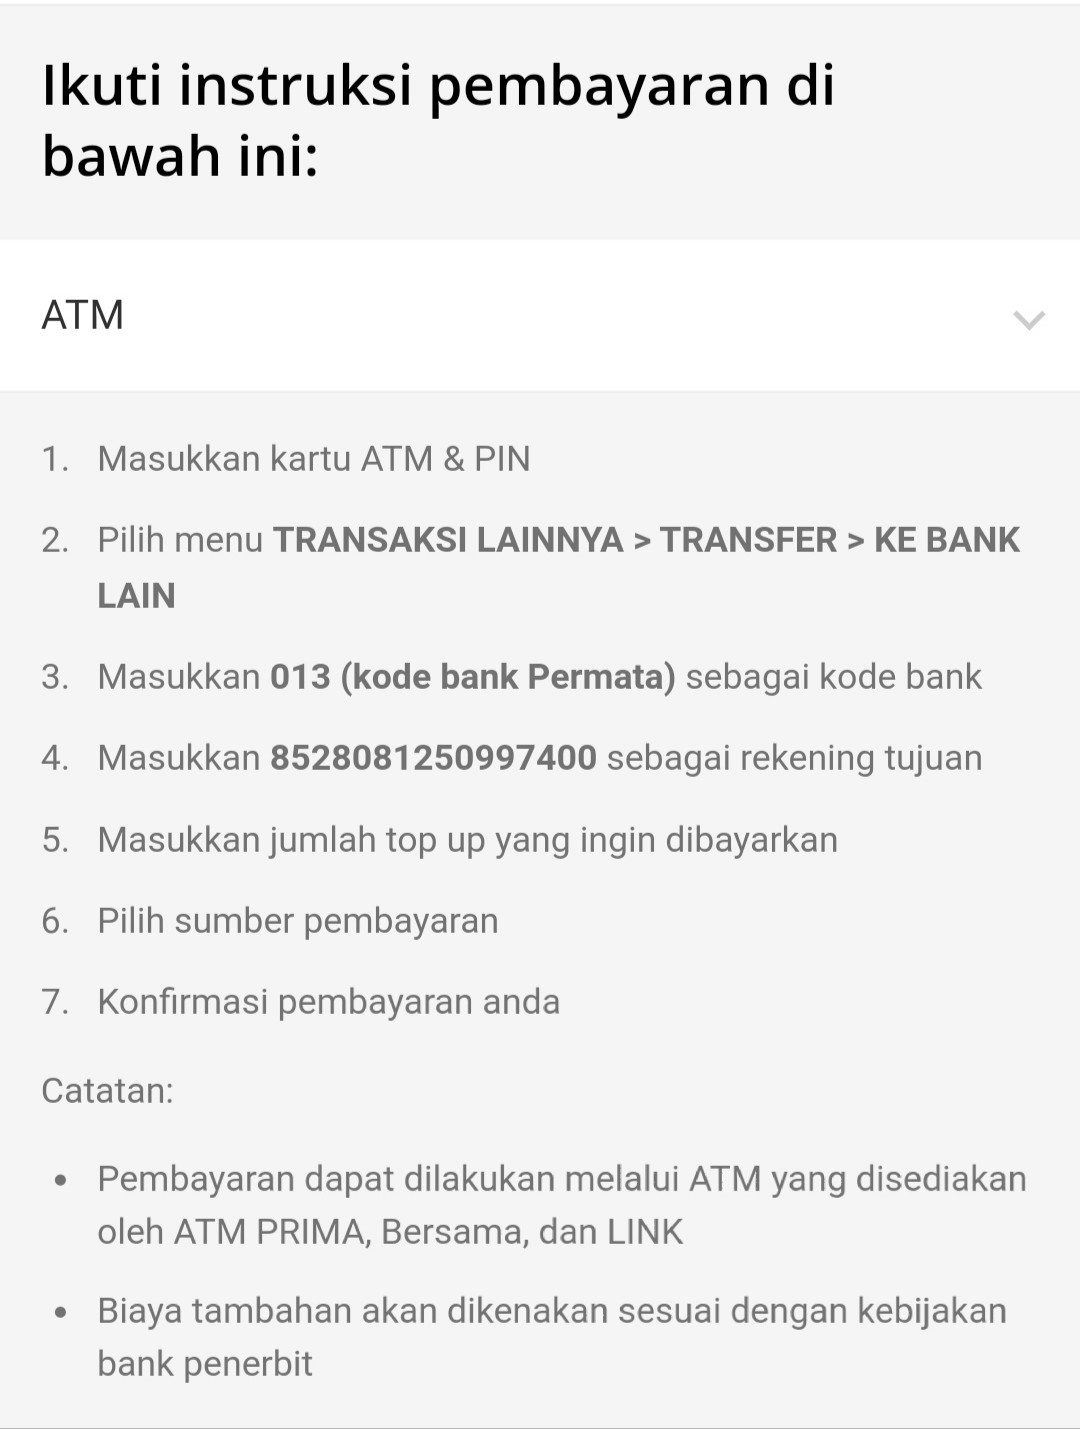 Ikuti instruksi pembayaran di
bawah ini:
ATM
1. Masukkan kartu ATM & PIN
2. Pilih menu TRANSAKSI LAINNYA > TRANSFER > KE BANK
LAIN
3. Masukkan 013 (kode bank Permata) sebagai kode bank
4. Masukkan 8528081250997400 sebagai rekening tujuan
5. Masukkan jumlah top up yang ingin dibayarkan
6. Pilih sumber pembayaran
7. Konfirmasi pembayaran anda
Catatan:
• Pembayaran dapat dilakukan melalui ATM yang disediakan
oleh ATM PRIMA, Bersama, dan LINK
• Biaya tambahan akan dikenakan sesuai dengan kebijakan
bank penerbit